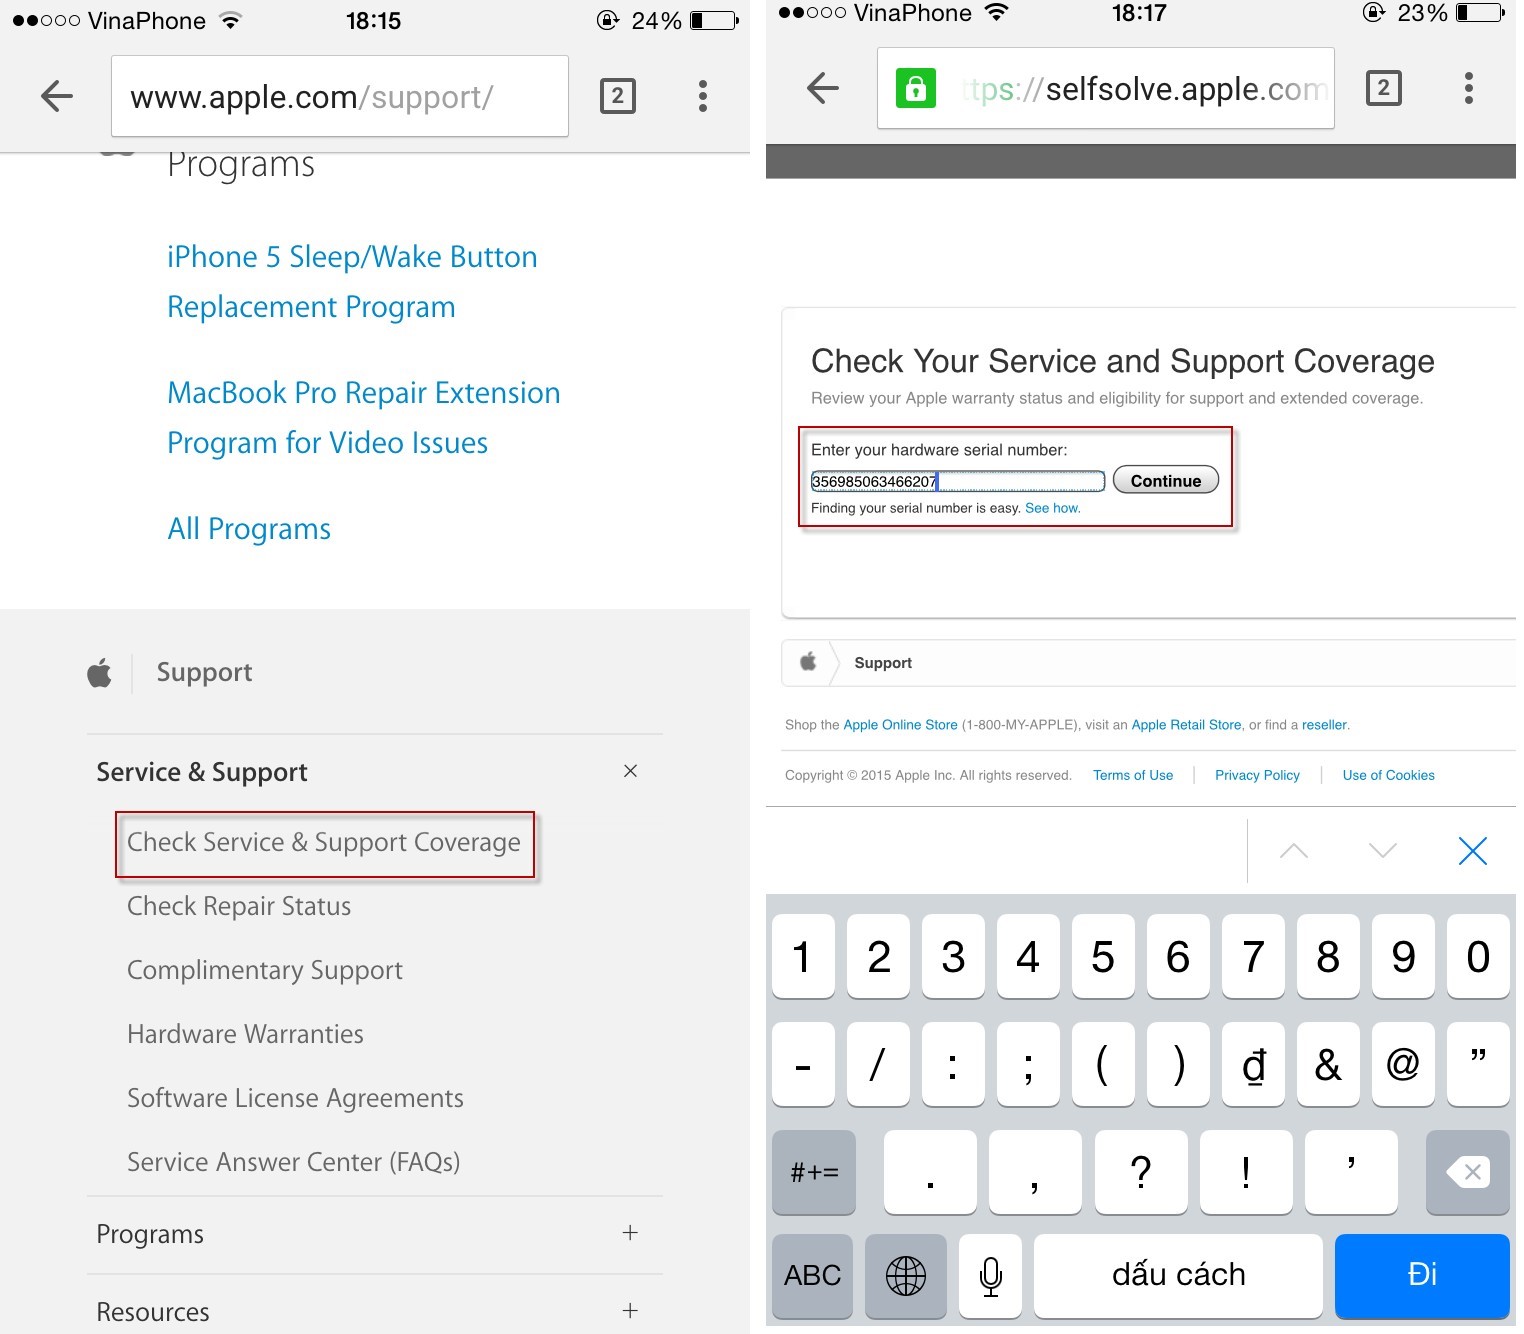 VinaPhone 18:15 24%
www.apple.com/support/ 2
Programs
iPhone 5 Sleep/Wake Button
Replacement Program
MacBook Pro Repair Extension
Program for Video Issues
All Programs
Support
Service & Support ×
Check Service & Support Coverage
Check Repair Status
Complimentary Support
Hardware Warranties
Software License Agreements
Service Answer Center (FAQs)
Programs +
Resources +
VinaPhone 18:17 23%
ttps://selfsolve.apple.com 2
Check Your Service and Support Coverage
Review your Apple warranty status and eligibility for support and extended coverage.
Enter your hardware serial number:
356985063466207 Continue
Finding your serial number is easy. See how.
Support
Shop the Apple Online Store (1-800-MY-APPLE), visit an Apple Retail Store, or find a reseller.
Copyright © 2015 Apple Inc. All rights reserved. Terms of Use | Privacy Policy | Use of Cookies
1 2 3 4 5 6 7 8 9 0
- / : ; ( ) ₫ & @ ”
#+= . , ? ! ’
ABC dấu cách Đi